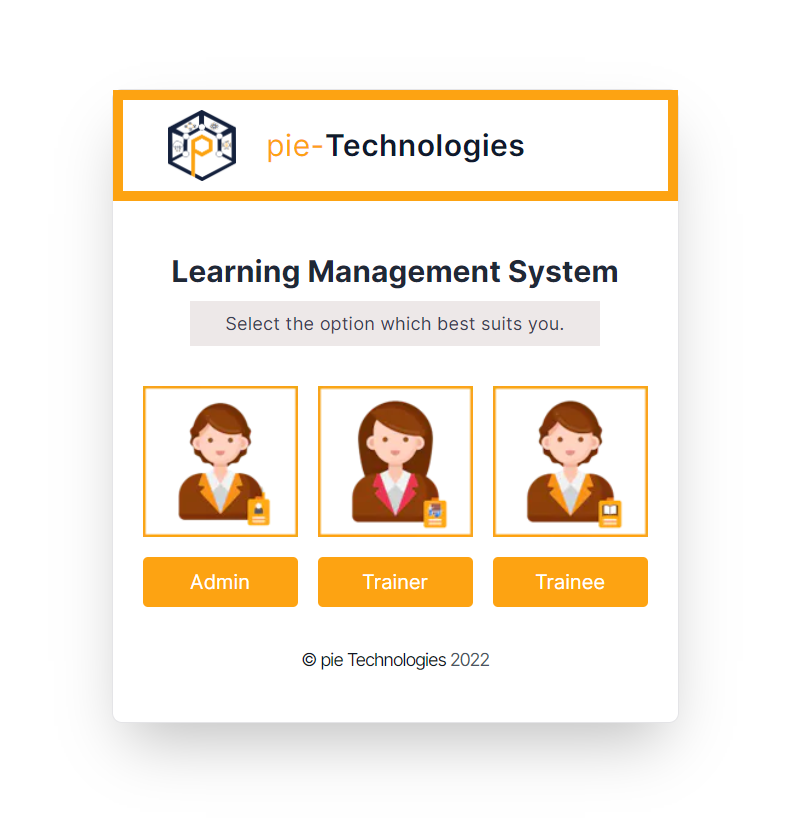 pie-Technologies
Learning Management System
Select the option which best suits you.
Admin
Trainer
Trainee
© pie Technologies 2022